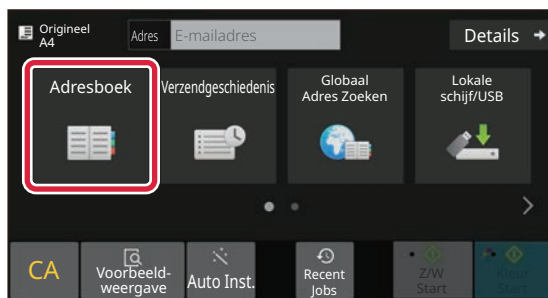 Origineel
A4
Adres
E-mailadres
Details
Adresboek
Verzendgeschiedenis
Globaal
Adres Zoeken
Lokale
schijf/USB
CA
Voorbeeld-
weergave
Auto Inst.
Recent
Jobs
Z/W
Start
Kleur
Start